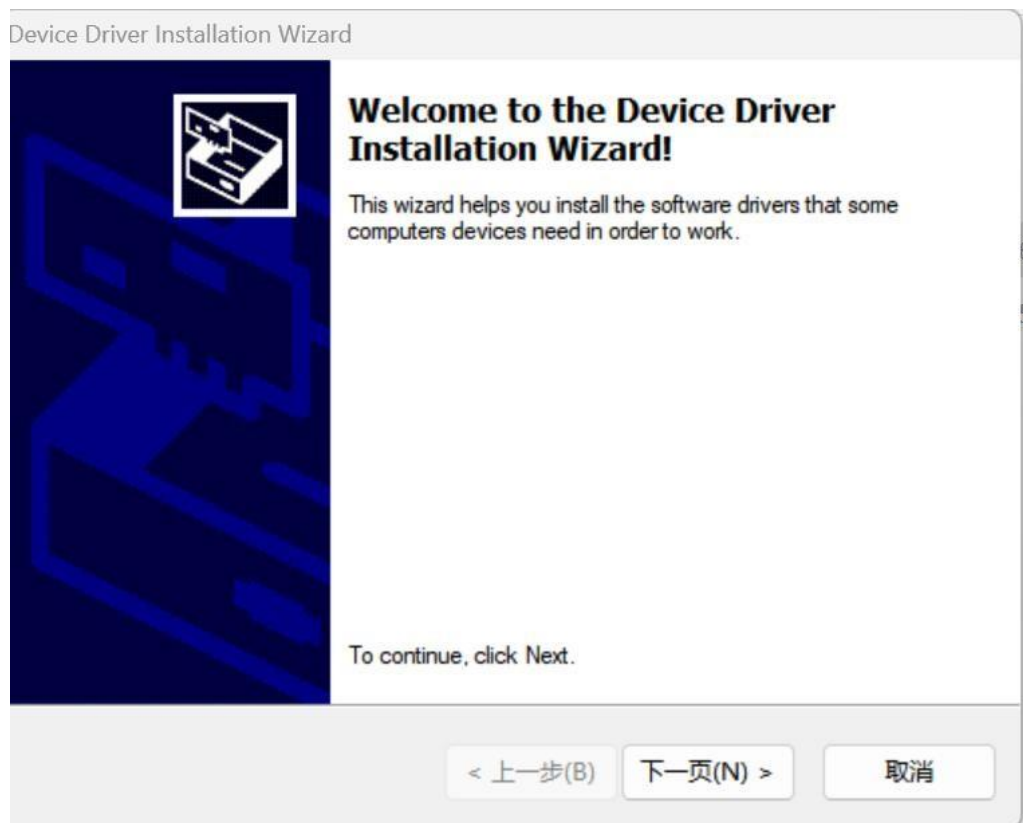 Device Driver Installation Wizard
Welcome to the Device Driver
Installation Wizard!
This wizard helps you install the software drivers that some
computers devices need in order to work.
To continue, click Next.
< 上一步(B)
下一页(N) >
取消